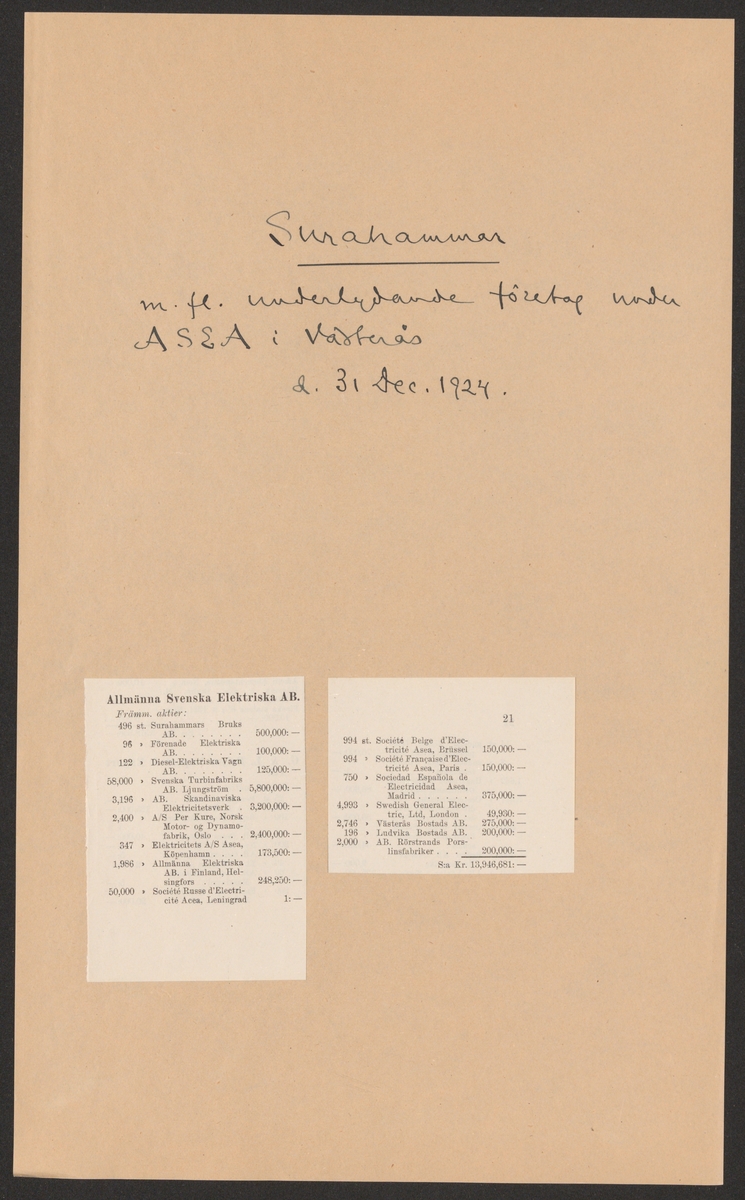 Surahammar
m. fl. underlydande företag under
ASEA i Västerås
d. 31 Dec. 1924.
Allmänna Svenska Elektriska AB.
Främm. aktier:
496 st. Surahammars Bruks
AB. . . . . . . . 500,000: —
96 » Förenade Elektriska
AB. . . . . . . . 100,000: —
122 » Diesel-Elektriska Vagn
AB. . . . . . . . 125,000: —
58,000 » Svenska Turbinfabriks
AB. Ljungström . 5,800,000: —
3,196 » AB. Skandinaviska
Elektricitetsverk . 3,200,000: —
2,400 » A/S Per Kure, Norsk
Motor- og Dynamo-
fabrik, Oslo . . . 2,400,000: —
347 » Elektricitets A/S Asea,
Köpenhamn . . . . 173,500: —
1,986 » Allmänna Elektriska
AB. i Finland, Hel-
singfors . . . . . 248,250: —
50,000 » Société Russe d'Electri-
cité Acea, Leningrad 1: —
21
994 st. Société Belge d'Elec-
tricité Asea, Brüssel 150,000: —
994 » Société Française d'Elec-
tricité Asea, Paris . 150,000: —
750 » Sociedad Española de
Electricidad Asea,
Madrid . . . . . . 375,000: —
4,993 » Swedish General Elec-
tric, Ltd, London . 49,930: —
2,746 » Västerås Bostads AB. 275,000: —
196 » Ludvika Bostads AB. 200,000: —
2,000 » AB. Rörstrands Pors-
linsfabriker . . . . 200,000: —
S:a Kr. 13,946,681: —